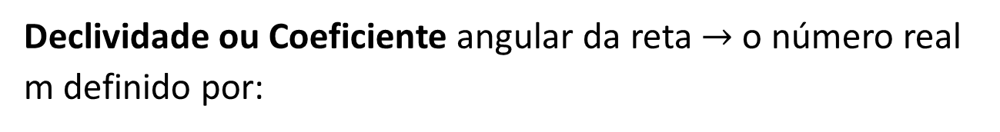 Declividade ou Coeficiente angular da reta → o número real
m definido por: